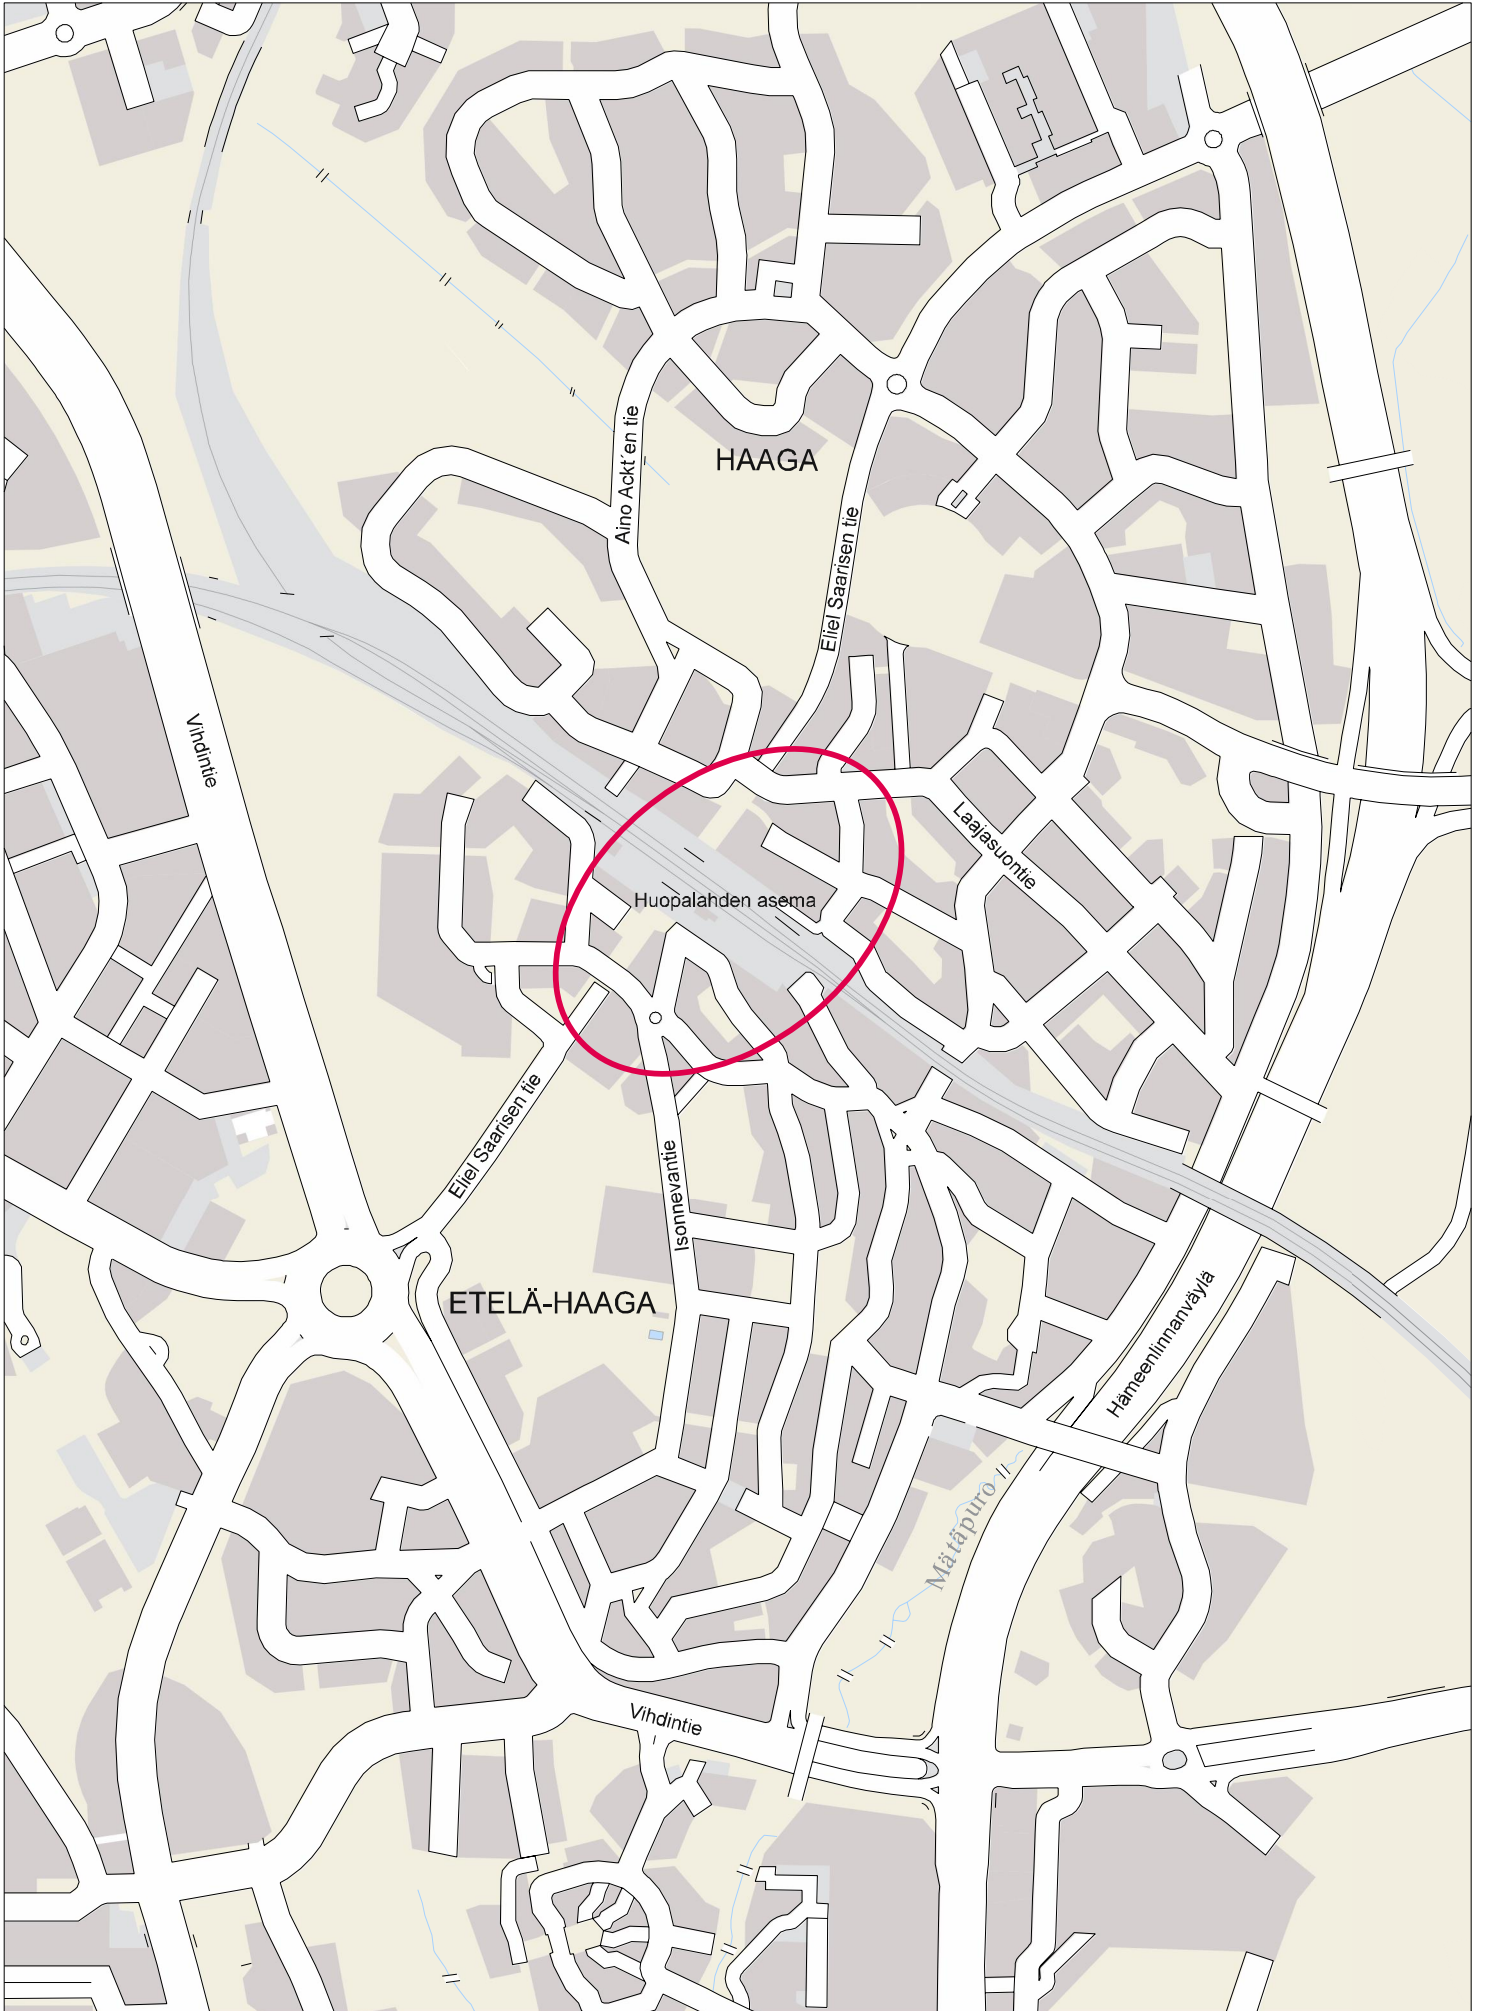 Aino Ackt´en tie
HAAGA
Eliel Saarisen tie
Vihdintie
Laajasuontie
Huopalahden asema
Eliel Saarisen tie
Isonnevantie
ETELÄ-HAAGA
Hämeenlinnanväylä
Mätäpuro
Vihdintie